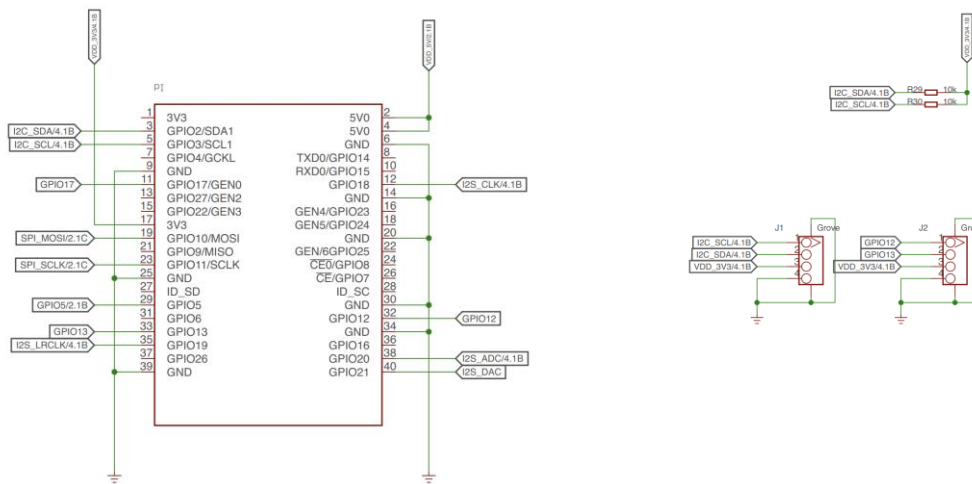 VDD_3V3/4.1B
VDD_5V/2.1B
VDD_3V3/4.1B
PI
1 3V3 5V0 2
I2C_SDA/4.1B 3 GPIO2/SDA1 5V0 4
I2C_SCL/4.1B 5 GPIO3/SCL1 GND 6
7 GPIO4/GCKL TXD0/GPIO14 8
9 GND RXD0/GPIO15 10
GPIO17 11 GPIO17/GEN0 GPIO18 12 I2S_CLK/4.1B
13 GPIO27/GEN2 GND 14
15 GPIO22/GEN3 GEN4/GPIO23 16
17 3V3 GEN5/GPIO24 18
SPI_MOSI/2.1C 19 GPIO10/MOSI GND 20
21 GPIO9/MISO GEN/6GPIO25 22
SPI_SCLK/2.1C 23 GPIO11/SCLK CE0/GPIO8 24
25 GND CE/GPIO7 26
27 ID_SD ID_SC 28
GPIO5/2.1B 29 GPIO5 GND 30
31 GPIO6 GPIO12 32 GPIO12
GPIO13 33 GPIO13 GND 34
I2S_LRCLK/4.1B 35 GPIO19 GPIO16 36
37 GPIO26 GPIO20 38 I2S_ADC/4.1B
39 GND GPIO21 40 I2S_DAC
I2C_SDA/4.1B R29 10k
I2C_SCL/4.1B R30 10k
J1 Grove
I2C_SCL/4.1B 1
I2C_SDA/4.1B 2
VDD_3V3/4.1B 3
4
J2 Gro
GPIO12 1
GPIO13 2
VDD_3V3/4.1B 3
4